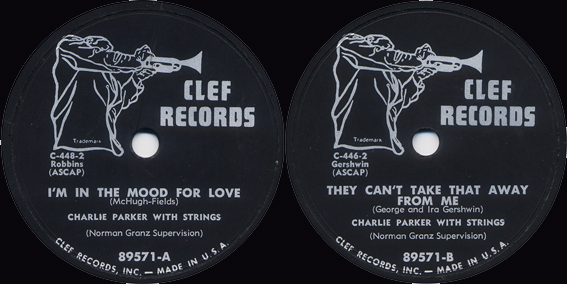 CLEF
RECORDS
Trademark
C-448-2
Robbins
(ASCAP)
I'M IN THE MOOD FOR LOVE
(McHugh-Fields)
CHARLIE PARKER WITH STRINGS
(Norman Granz Supervision)
89571-A
CLEF RECORDS, INC. — MADE IN U.S.A.
CLEF
RECORDS
Trademark
C-446-2
Gershwin
(ASCAP)
THEY CAN'T TAKE THAT AWAY
FROM ME
(George and Ira Gershwin)
CHARLIE PARKER WITH STRINGS
(Norman Granz Supervision)
89571-B
CLEF RECORDS, INC. — MADE IN U.S.A.